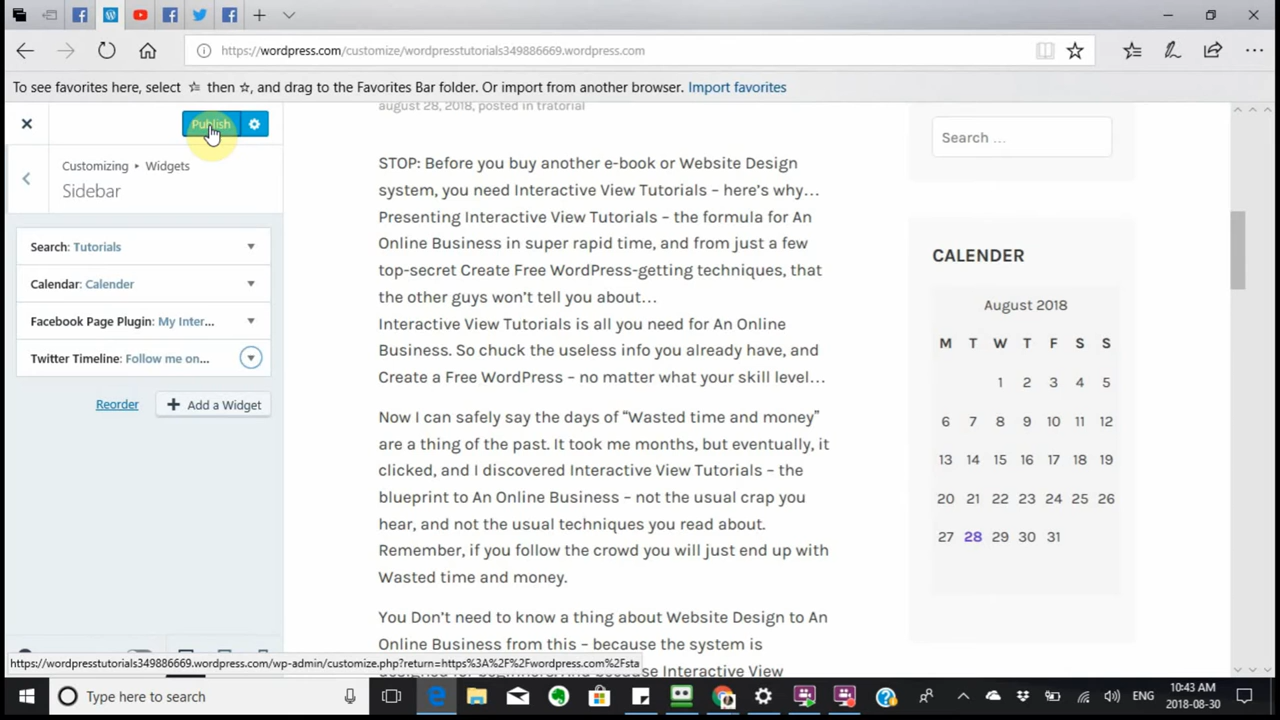 https://wordpress.com/customize/wordpresstutorials349886669.wordpress.com
To see favorites here, select ☆ then ☆, and drag to the Favorites Bar folder. Or import from another browser. Import favorites
Publish
Customizing ▸ Widgets
Sidebar
Search: Tutorials
Calendar: Calender
Facebook Page Plugin: My Inter...
Twitter Timeline: Follow me on...
Reorder
+ Add a Widget
august 28, 2018, posted in tratorial
STOP: Before you buy another e-book or Website Design
system, you need Interactive View Tutorials – here’s why…
Presenting Interactive View Tutorials – the formula for An
Online Business in super rapid time, and from just a few
top-secret Create Free WordPress-getting techniques, that
the other guys won’t tell you about…
Interactive View Tutorials is all you need for An Online
Business. So chuck the useless info you already have, and
Create a Free WordPress – no matter what your skill level…
Now I can safely say the days of “Wasted time and money”
are a thing of the past. It took me months, but eventually, it
clicked, and I discovered Interactive View Tutorials – the
blueprint to An Online Business – not the usual crap you
hear, and not the usual techniques you read about.
Remember, if you follow the crowd you will just end up with
Wasted time and money.
You Don’t need to know a thing about Website Design to An
Online Business from this – because the system is
Search …
CALENDER
August 2018
M T W T F S S
1 2 3 4 5
6 7 8 9 10 11 12
13 14 15 16 17 18 19
20 21 22 23 24 25 26
27 28 29 30 31
https://wordpresstutorials349886669.wordpress.com/wp-admin/customize.php?return=https%3A%2F%2Fwordpress.com%2Fsta
Type here to search
ENG
10:43 AM
2018-08-30